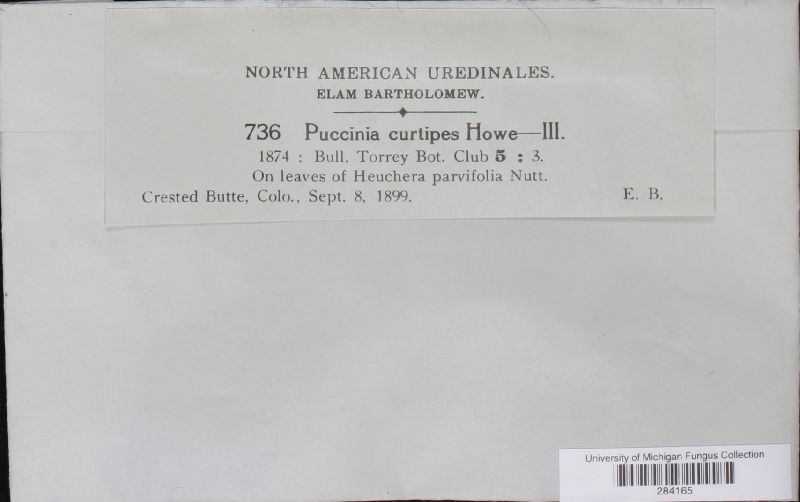 NORTH AMERICAN UREDINALES.
ELAM BARTHOLOMEW.
736 Puccinia curtipes Howe—III.
1874 : Bull. Torrey Bot. Club 5 : 3.
On leaves of Heuchera parvifolia Nutt.
Crested Butte, Colo., Sept. 8, 1899. E. B.
University of Michigan Fungus Collection
284165